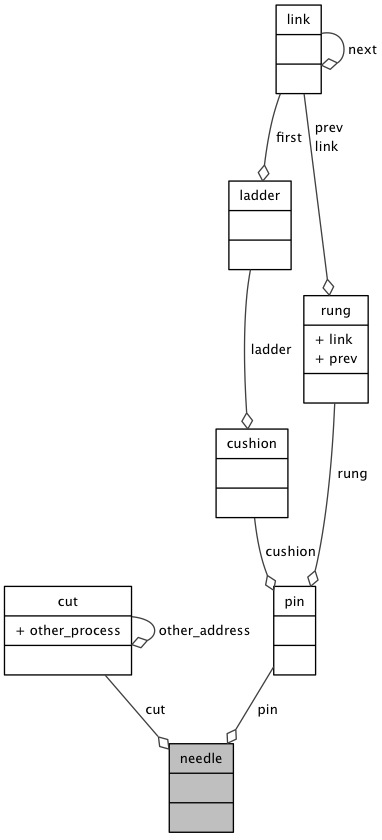 link
next
first
prev
link
ladder
rung
+ link
+ prev
ladder
cushion
rung
cushion
cut
+ other_process
other_address
pin
cut
pin
needle